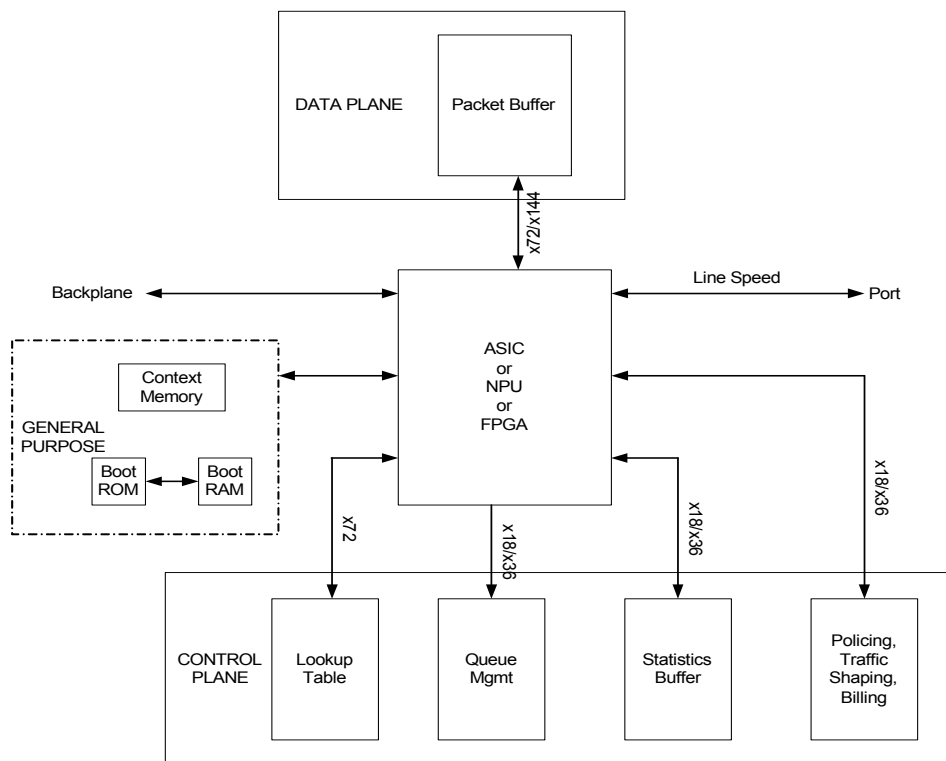 DATA PLANE
Packet Buffer
x72/x144
Backplane
Line Speed
Port
ASIC
or
NPU
or
FPGA
Context
Memory
GENERAL
PURPOSE
Boot
ROM
Boot
RAM
x72
x18/x36
x18/x36
x18/x36
CONTROL
PLANE
Lookup
Table
Queue
Mgmt
Statistics
Buffer
Policing,
Traffic
Shaping,
Billing